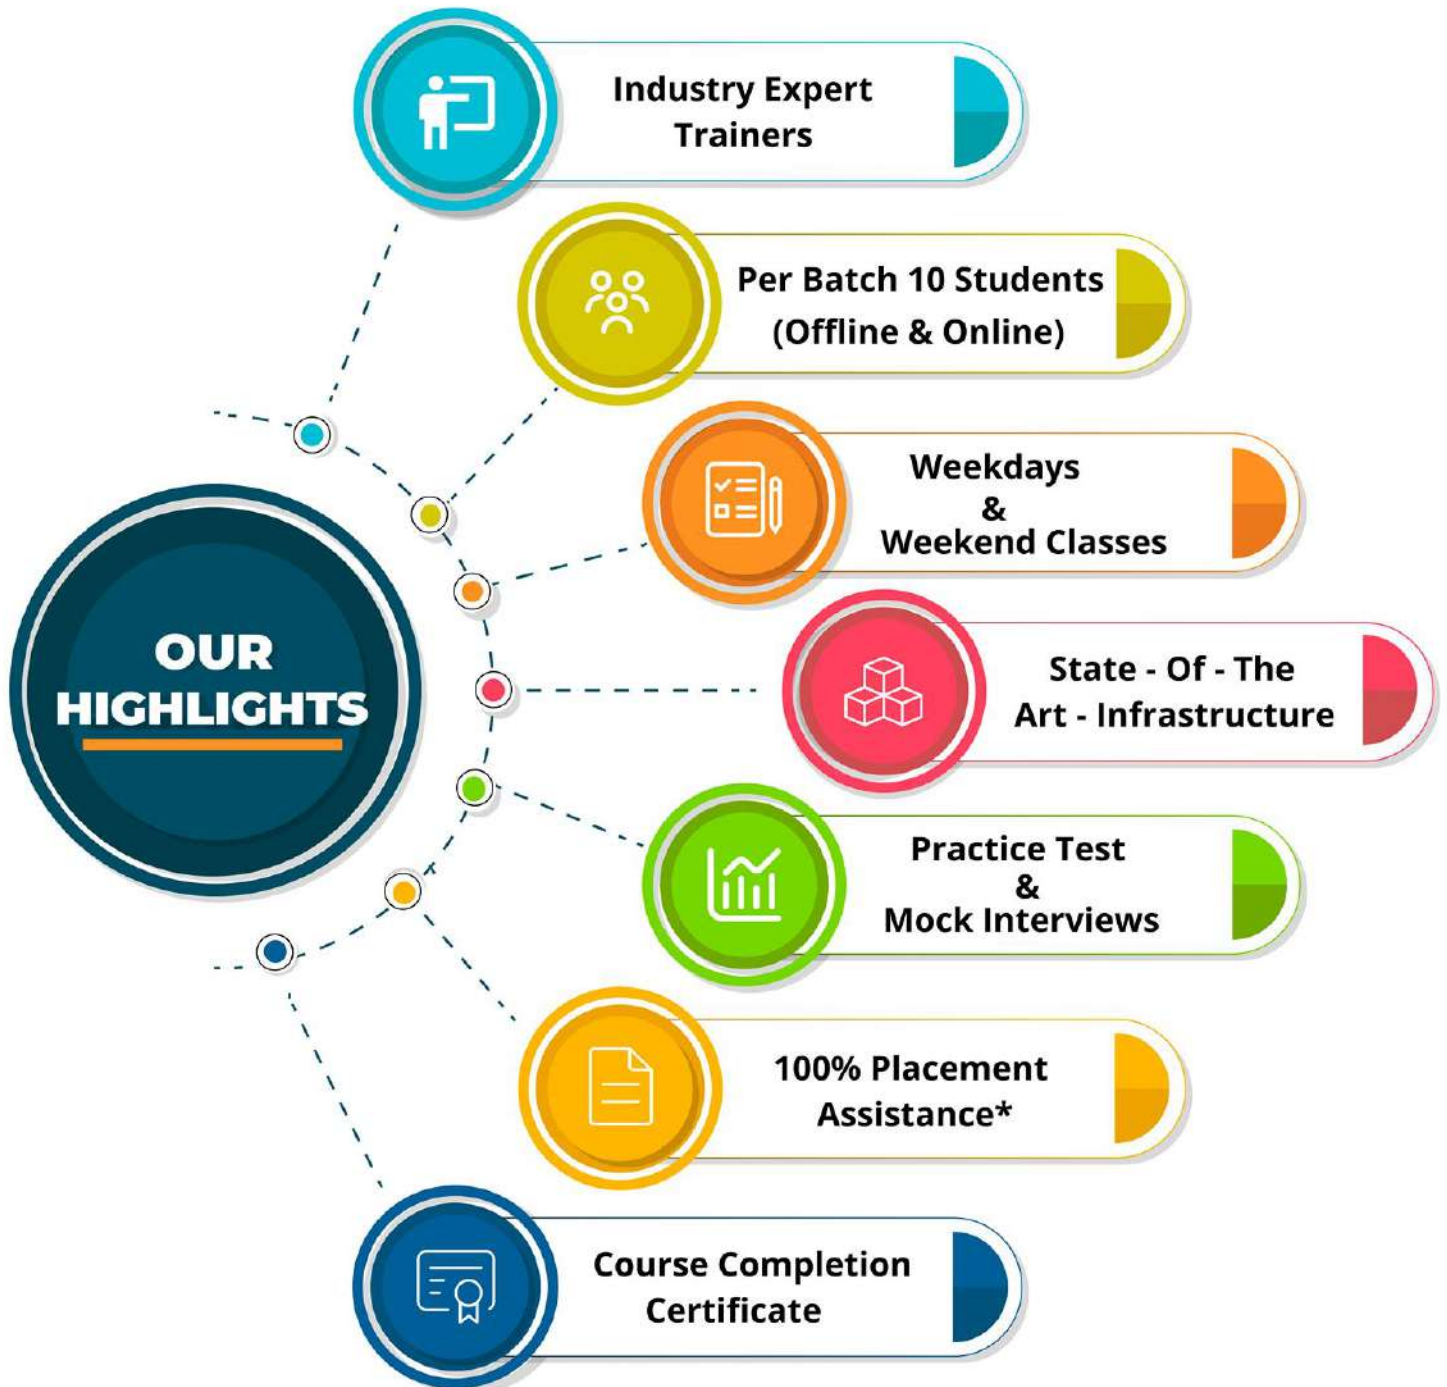 Industry Expert
Trainers
Per Batch 10 Students
(Offline & Online)
Weekdays
&
Weekend Classes
OUR
HIGHLIGHTS
State - Of - The
Art - Infrastructure
Practice Test
&
Mock Interviews
100% Placement
Assistance*
Course Completion
Certificate